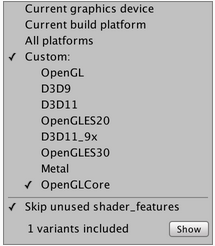 Current graphics device
Current build platform
All platforms
✓ Custom:
OpenGL
D3D9
D3D11
OpenGLES20
D3D11_9x
OpenGLES30
Metal
✓ OpenGLCore
✓ Skip unused shader_features
1 variants included Show